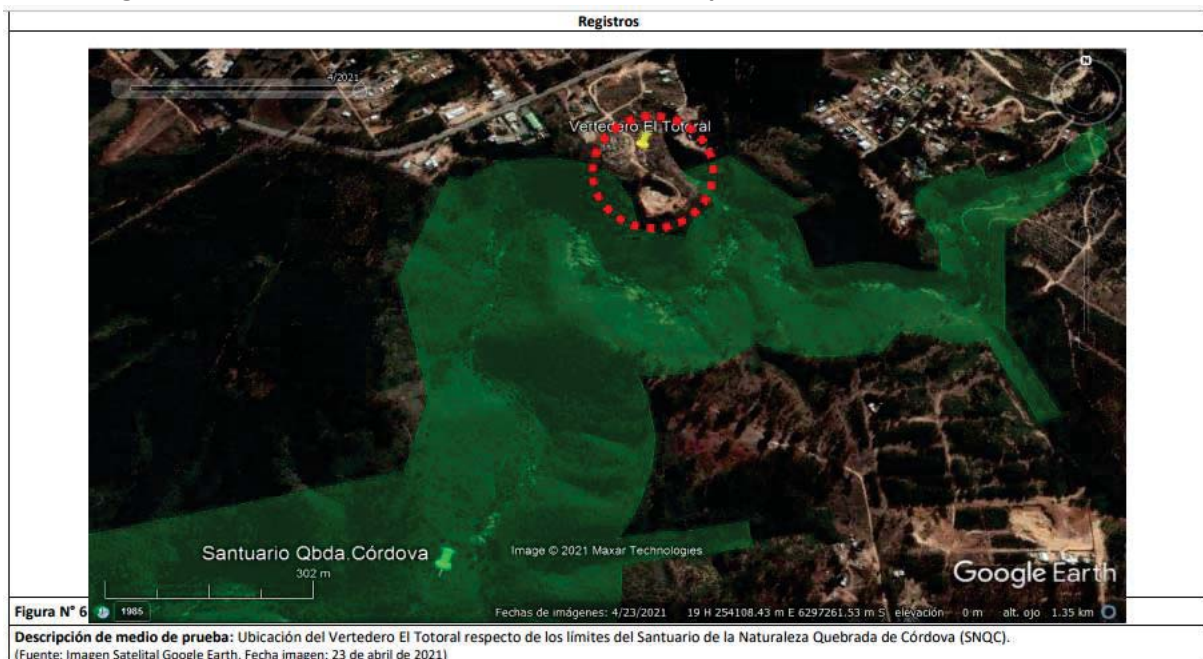 Registros
4/2021
Vertedero El Totoral
N
Santuario Qbda.Córdova
302 m
Image © 2021 Maxar Technologies
Google Earth
Figura N° 6
1985
Fechas de imágenes: 4/23/2021 19 H 254108.43 m E 6297261.53 m S elevación 0 m alt. ojo 1.35 km
Descripción de medio de prueba: Ubicación del Vertedero El Totoral respecto de los límites del Santuario de la Naturaleza Quebrada de Córdova (SNQC).
(Fuente: Imagen Satelital Google Earth. Fecha imagen: 23 de abril de 2021)